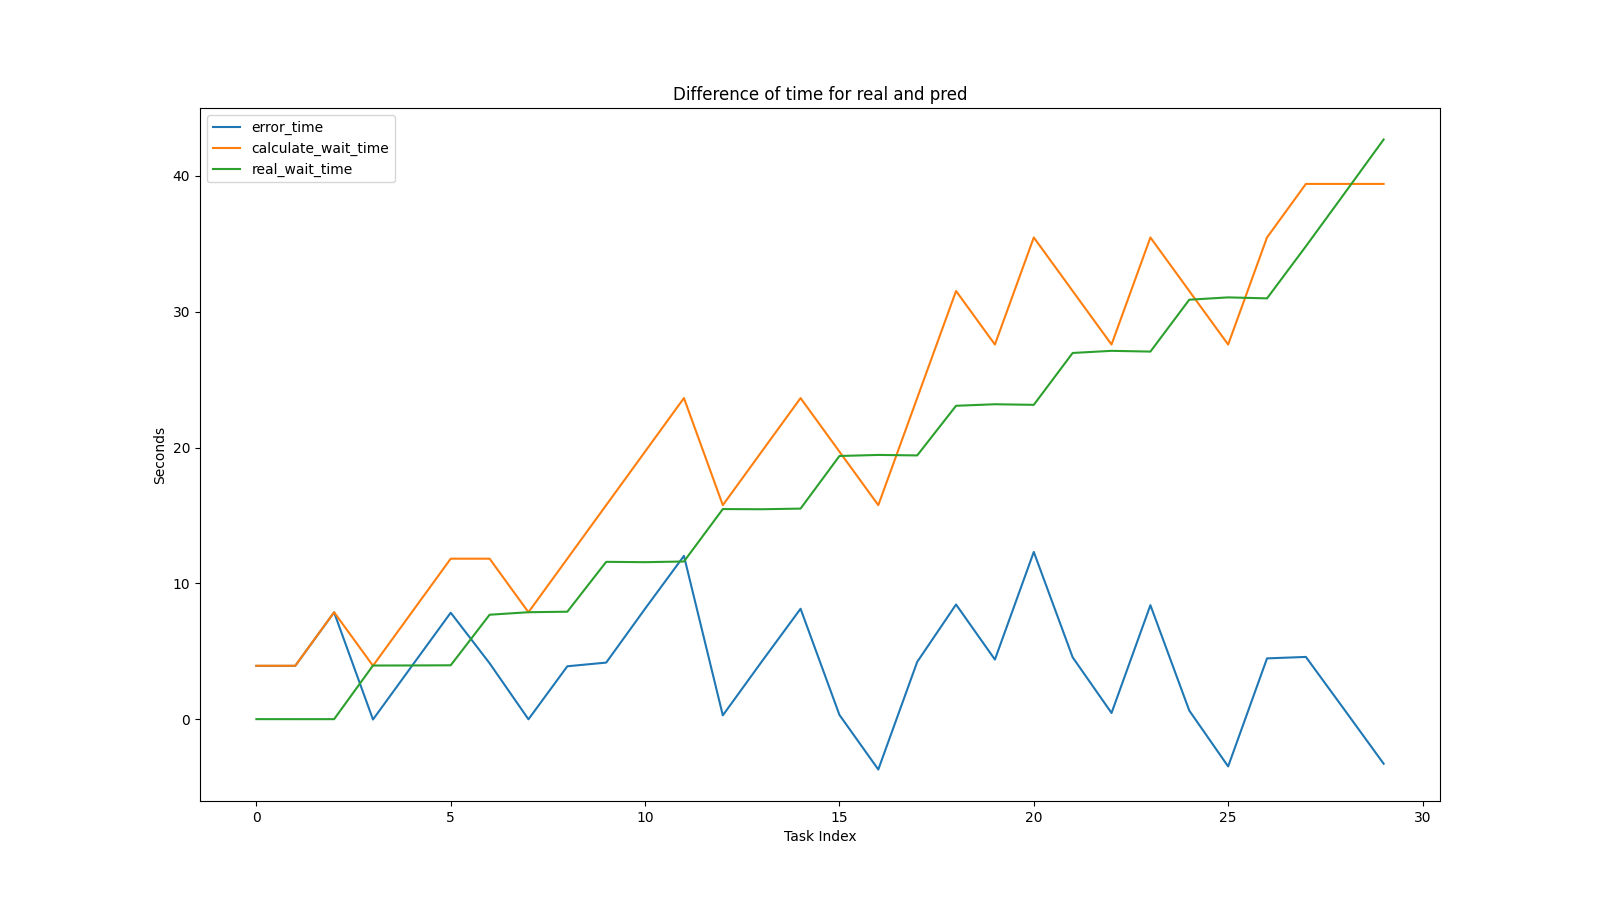 Difference of time for real and pred
error_time
calculate_wait_time
real_wait_time
40
30
20
10
0
Seconds
0 5 10 15 20 25 30
Task Index